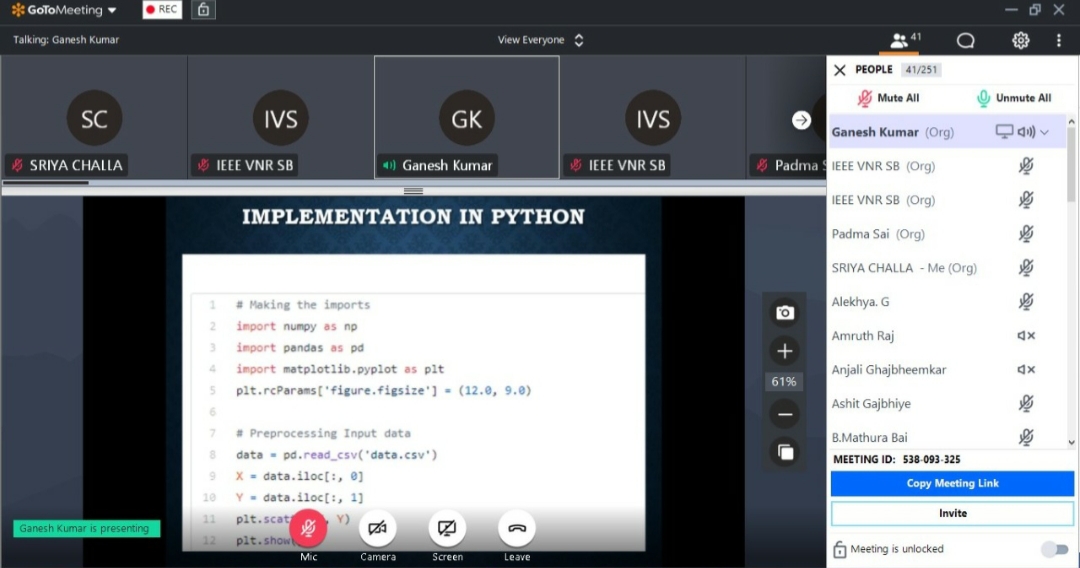 GoToMeeting
REC
Talking: Ganesh Kumar
View Everyone
41
SC
SRIYA CHALLA
IVS
IEEE VNR SB
GK
Ganesh Kumar
IVS
IEEE VNR SB
Padma
IMPLEMENTATION IN PYTHON
1 # Making the imports
2 import numpy as np
3 import pandas as pd
4 import matplotlib.pyplot as plt
5 plt.rcParams['figure.figsize'] = (12.0, 9.0)
6
7 # Preprocessing Input data
8 data = pd.read_csv('data.csv')
9 X = data.iloc[:, 0]
10 Y = data.iloc[:, 1]
11 plt.scat Y)
12 plt.show
61%
Ganesh Kumar is presenting
Mic
Camera
Screen
Leave
PEOPLE 41/251
Mute All Unmute All
Ganesh Kumar (Org)
IEEE VNR SB (Org)
IEEE VNR SB (Org)
Padma Sai (Org)
SRIYA CHALLA - Me (Org)
Alekhya. G
Amruth Raj
Anjali Ghajbheemkar
Ashit Gajbhiye
B.Mathura Bai
MEETING ID: 538-093-325
Copy Meeting Link
Invite
Meeting is unlocked